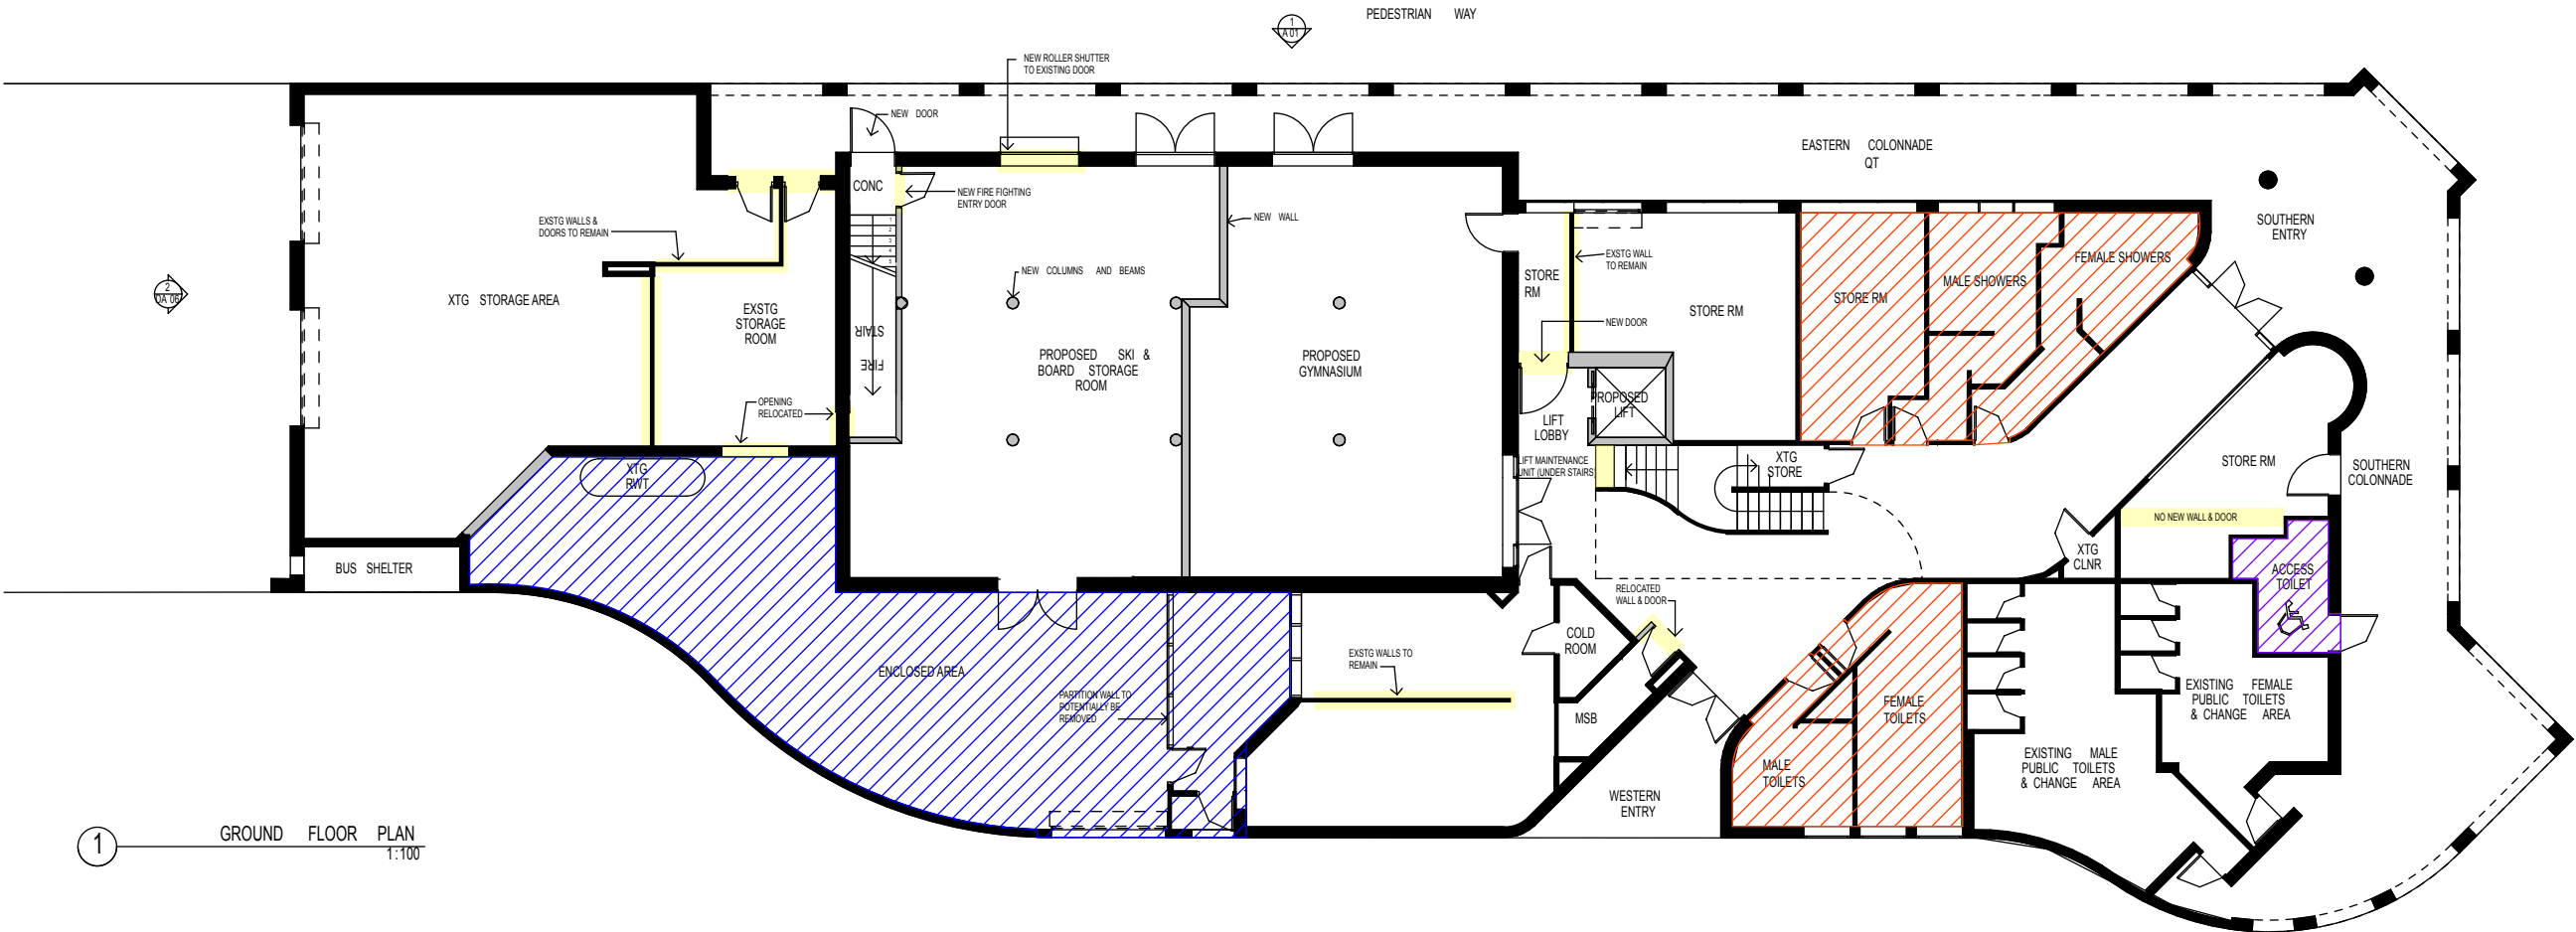 PEDESTRIAN WAY
1
A 01
NEW ROLLER SHUTTER
TO EXISTING DOOR
NEW DOOR
EASTERN COLONNADE
QT
CONC
NEW FIRE FIGHTING
ENTRY DOOR
EXSTG WALLS &
DOORS TO REMAIN
NEW WALL
1
2
3
4
5
SOUTHERN
ENTRY
EXSTG WALL
TO REMAIN
FEMALE SHOWERS
NEW COLUMNS AND BEAMS
STORE
RM
MALE SHOWERS
2
DA 06
XTG STORAGE AREA
STORE RM
EXSTG
STORAGE
ROOM
STORE RM
NEW DOOR
FIRE
STAIR
PROPOSED SKI &
BOARD STORAGE
ROOM
PROPOSED
GYMNASIUM
PROPOSED
LIFT
OPENING
RELOCATED
LIFT
LOBBY
LIFT MAINTENANCE
UNIT (UNDER STAIRS)
XTG
STORE
STORE RM
SOUTHERN
COLONNADE
XTG
RWT
NO NEW WALL & DOOR
XTG
CLNR
ACCESS
TOILET
BUS SHELTER
RELOCATED
WALL & DOOR
COLD
ROOM
EXSTG WALLS TO
REMAIN
ENCLOSED AREA
PARTITION WALL TO
POTENTIALLY BE
REMOVED
MSB
FEMALE
TOILETS
EXISTING FEMALE
PUBLIC TOILETS
& CHANGE AREA
MALE
TOILETS
EXISTING MALE
PUBLIC TOILETS
& CHANGE AREA
WESTERN
ENTRY
1
GROUND FLOOR PLAN
1:100